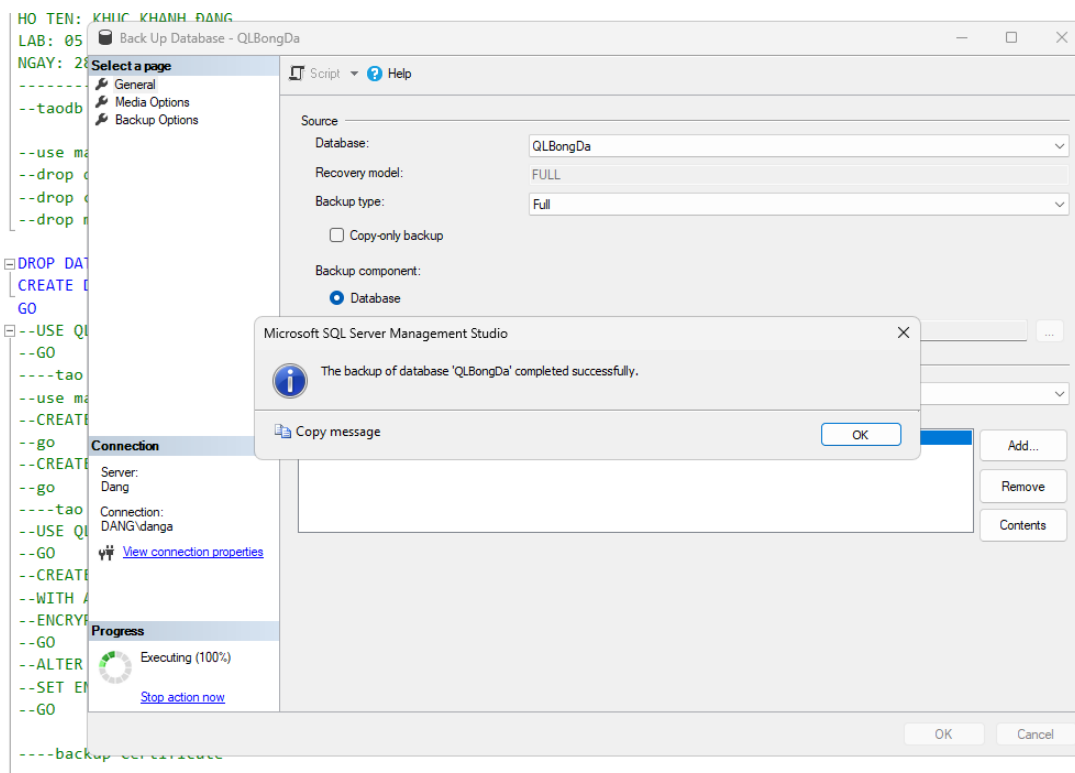 HO TEN: KHUC KHANH DANG
LAB: 05
NGAY: 28
--taodb
--use ma
--drop
--drop
--drop
DROP DAT
CREATE
GO
--USE QL
--GO
----tao
--use ma
--CREATE
--go
--CREATE
--go
----tao
--USE QL
--GO
--CREATE
--WITH A
--ENCRYP
--GO
--ALTER
--SET EN
--GO
----backup certificate
Back Up Database - QLBongDa
Select a page
General
Media Options
Backup Options
Connection
Server:
Dang
Connection:
DANG\danga
View connection properties
Progress
Executing (100%)
Stop action now
Script
Help
Source
Database:
QLBongDa
Recovery model:
FULL
Backup type:
Full
Copy-only backup
Backup component:
Database
...
Microsoft SQL Server Management Studio
The backup of database 'QLBongDa' completed successfully.
Copy message
OK
Add...
Remove
Contents
OK
Cancel